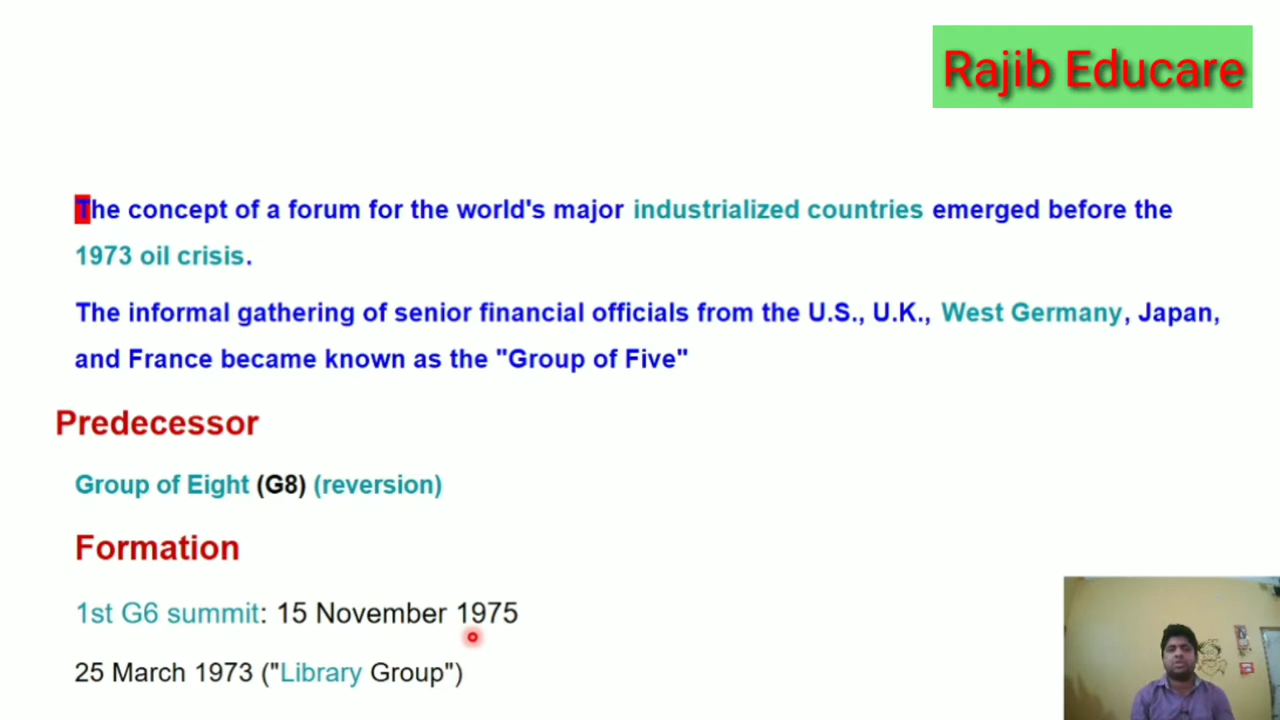 Rajib Educare
The concept of a forum for the world's major industrialized countries emerged before the
1973 oil crisis.
The informal gathering of senior financial officials from the U.S., U.K., West Germany, Japan,
and France became known as the "Group of Five"
Predecessor
Group of Eight (G8) (reversion)
Formation
1st G6 summit: 15 November 1975
25 March 1973 ("Library Group")